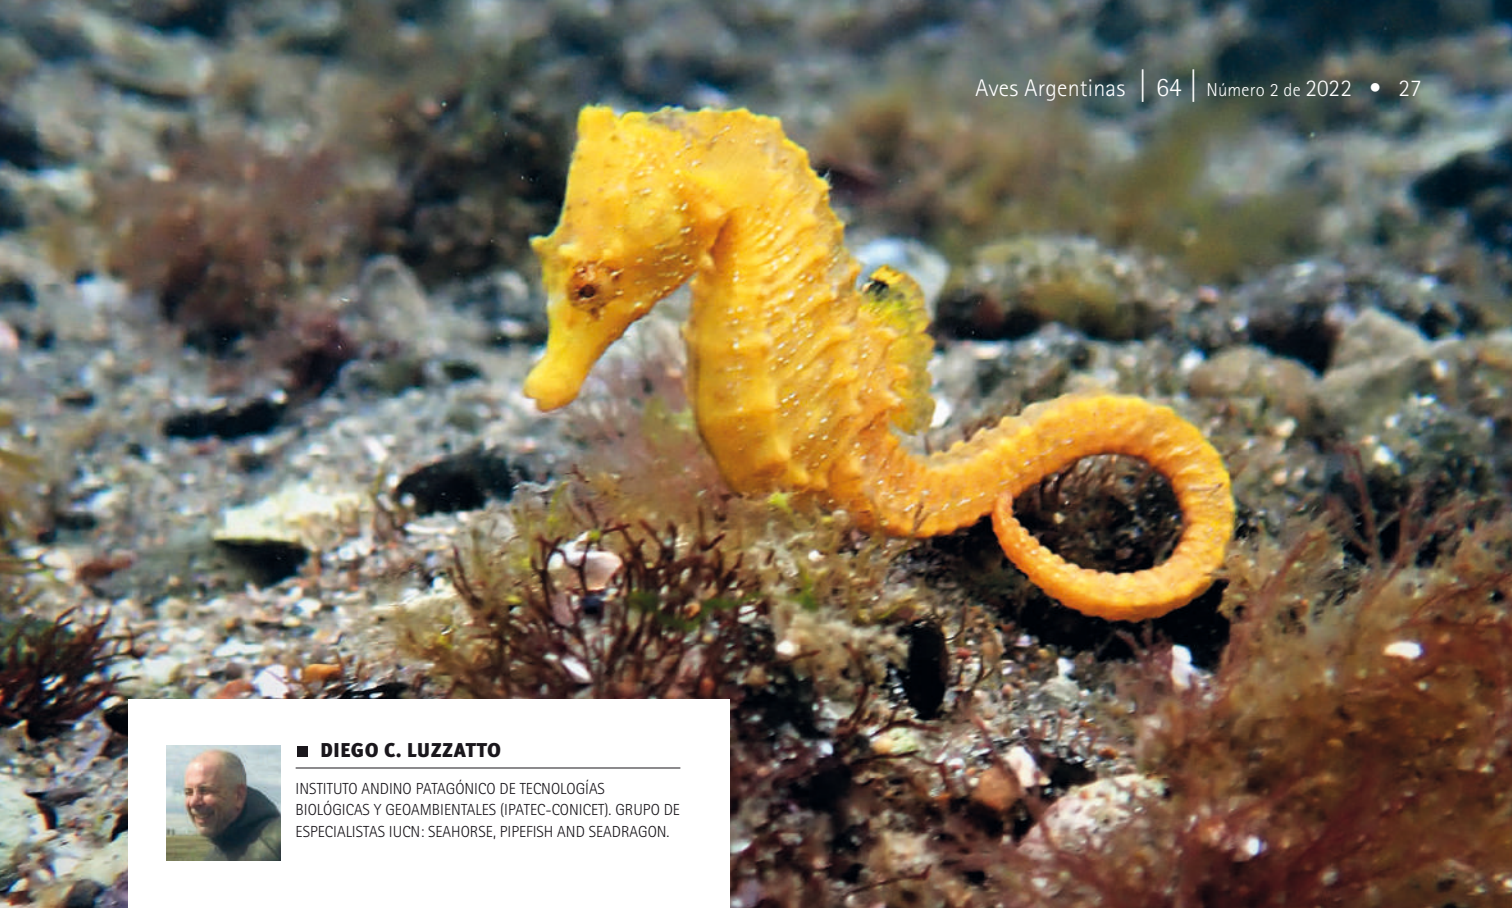 Aves Argentinas | 64 | Número 2 de 2022 • 27
■ DIEGO C. LUZZATTO
INSTITUTO ANDINO PATAGÓNICO DE TECNOLOGÍAS
BIOLÓGICAS Y GEOAMBIENTALES (IPATEC-CONICET). GRUPO DE
ESPECIALISTAS IUCN: SEAHORSE, PIPEFISH AND SEADRAGON.